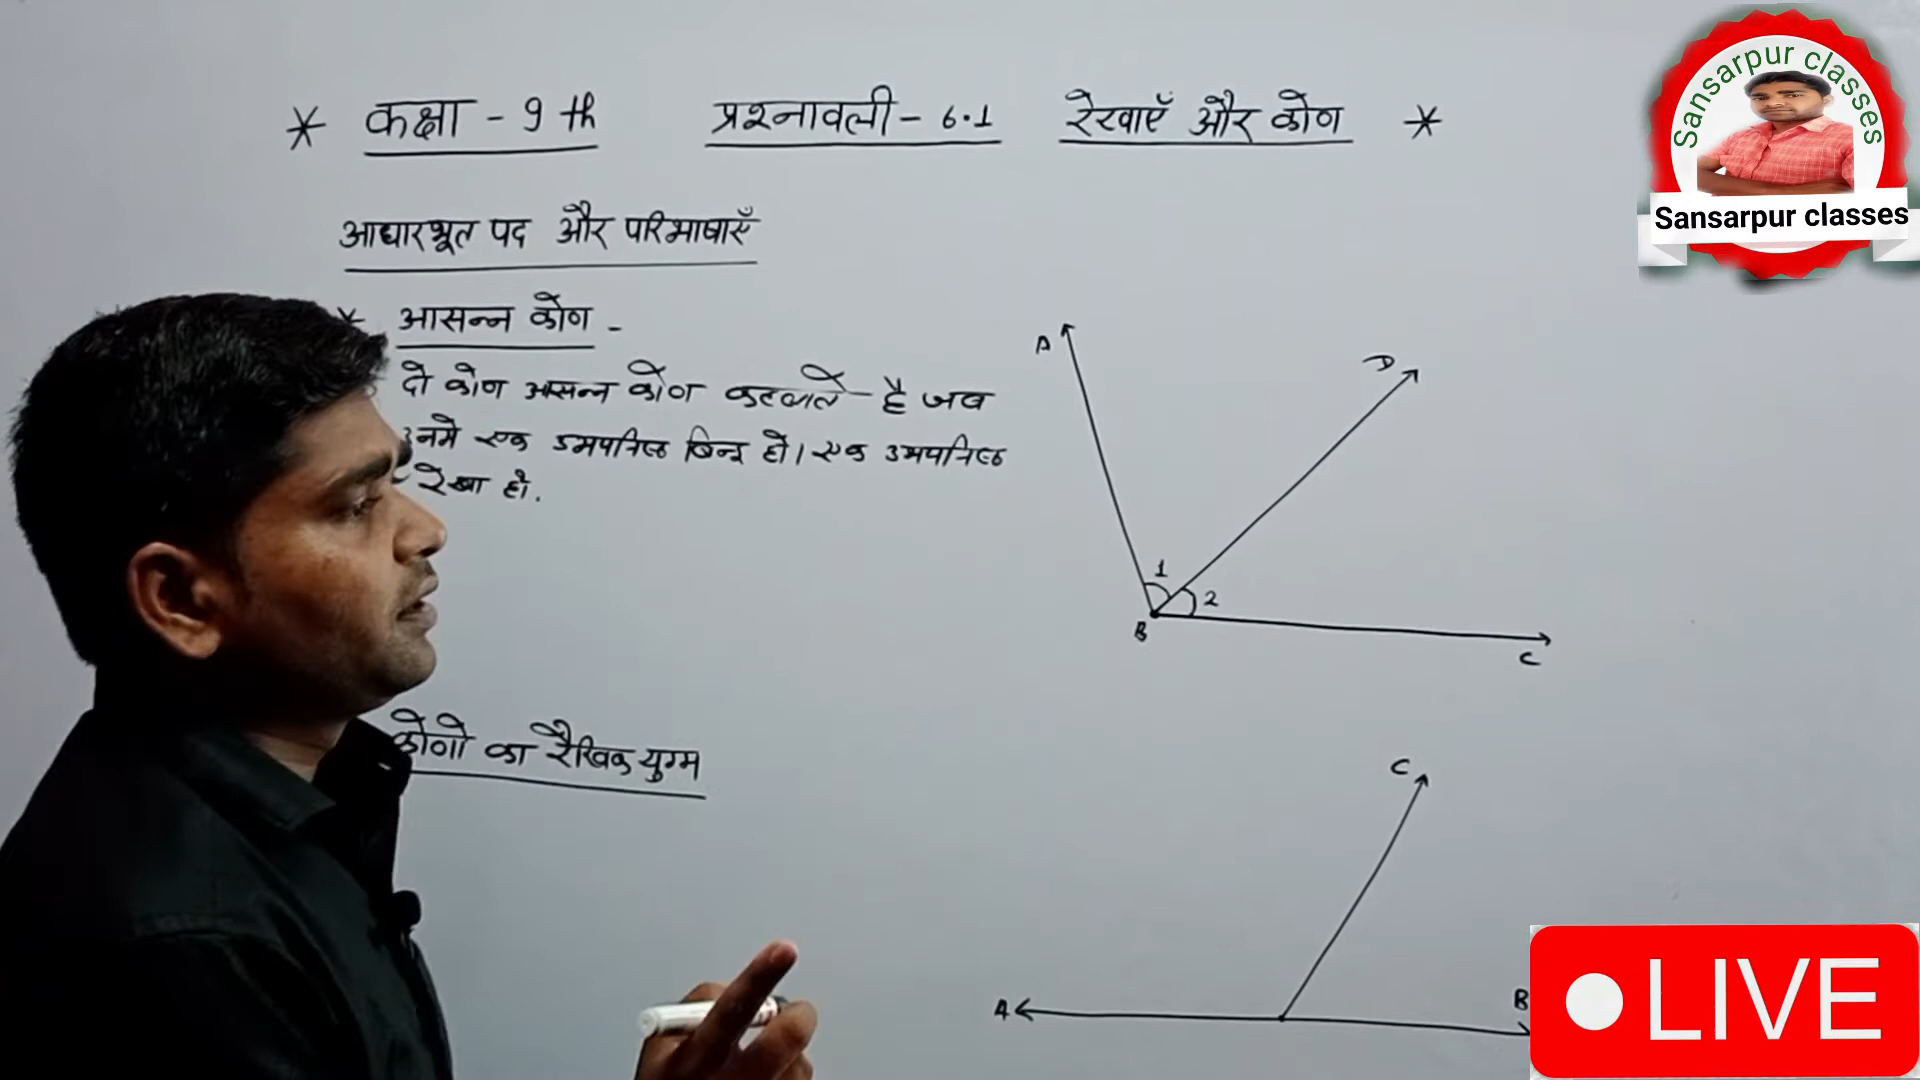 * कक्षा - 9 th प्रश्नावली - 6.1 रेखाएँ और कोण *
आधारभूत पद और परिभाषाएँ
* आसन्न कोण -
दो कोण आसन्न कोण कहलाते है जब
उनमे एक उभयनिष्ठ बिन्दु हो। एक उभयनिष्ठ
रेखा हो.
A
D
1
2
B
C
कोणो का रैखिक युग्म
C
A
B
Sansarpur classes
Sansarpur classes
LIVE